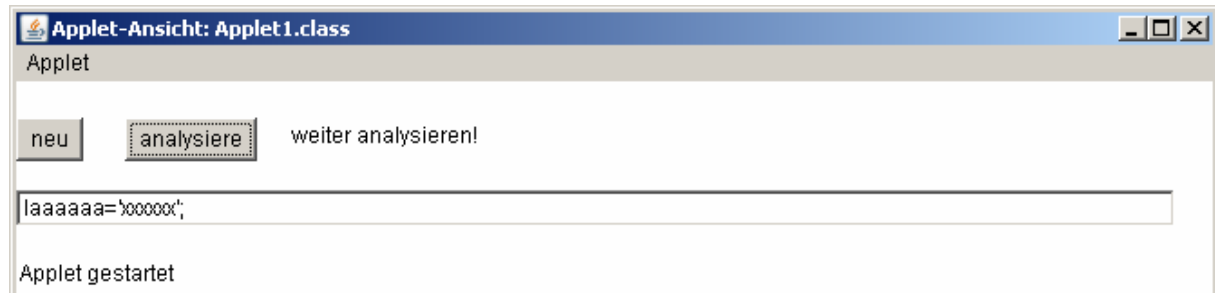 Applet-Ansicht: Applet1.class
Applet
neu analysiere weiter analysieren!
laaaaaa='xxxxxx';
Applet gestartet